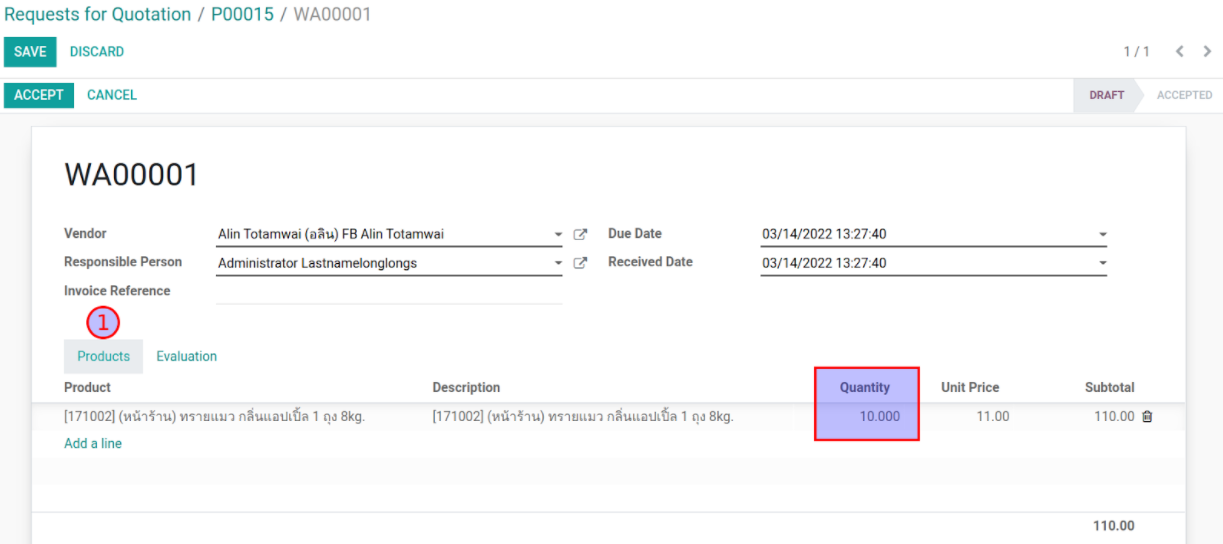 Requests for Quotation / P00015 / WA00001
SAVE DISCARD 1 / 1
ACCEPT CANCEL DRAFT ACCEPTED
WA00001
Vendor Alin Totamwai (อลิน) FB Alin Totamwai Due Date 03/14/2022 13:27:40
Responsible Person Administrator Lastnamelonglongs Received Date 03/14/2022 13:27:40
Invoice Reference
1
Products Evaluation
Product Description Quantity Unit Price Subtotal
[171002] (หน้าร้าน) ทรายแมว กลิ่นแอปเปิ้ล 1 ถุง 8kg. [171002] (หน้าร้าน) ทรายแมว กลิ่นแอปเปิ้ล 1 ถุง 8kg. 10.000 11.00 110.00
Add a line
110.00